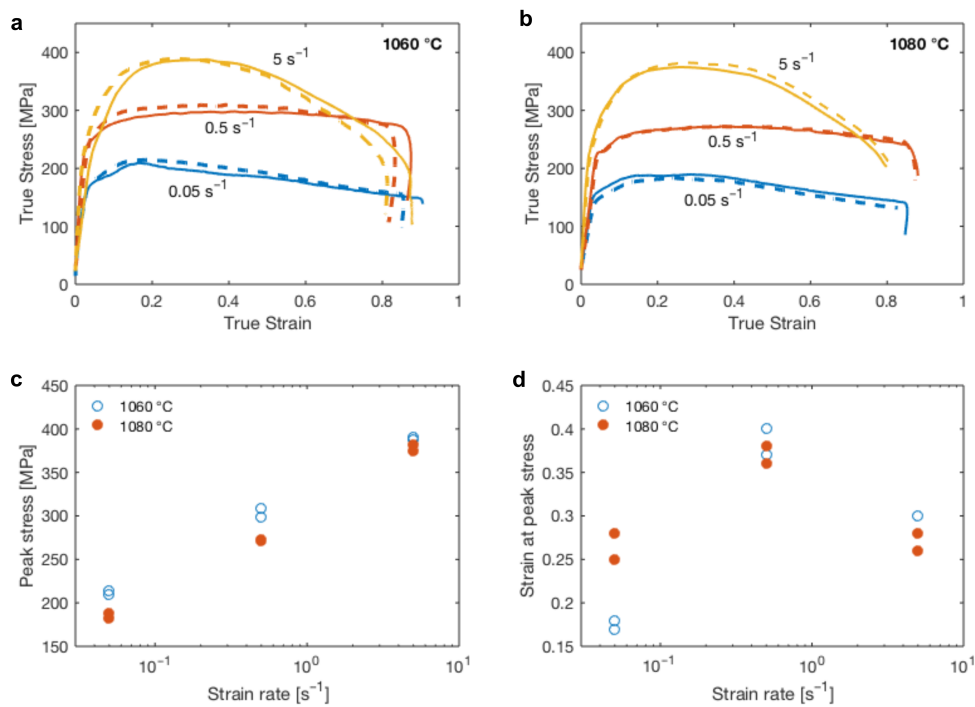 a
1060 °C
True Stress [MPa]
400
300
200
100
0
5 s⁻¹
0.5 s⁻¹
0.05 s⁻¹
0
0.2
0.4
0.6
0.8
1
True Strain
b
1080 °C
True Stress [MPa]
400
300
200
100
0
5 s⁻¹
0.5 s⁻¹
0.05 s⁻¹
0
0.2
0.4
0.6
0.8
1
True Strain
c
1060 °C
1080 °C
Peak stress [MPa]
450
400
350
300
250
200
150
10⁻¹
10⁰
10¹
Strain rate [s⁻¹]
d
1060 °C
1080 °C
Strain at peak stress
0.45
0.4
0.35
0.3
0.25
0.2
0.15
10⁻¹
10⁰
10¹
Strain rate [s⁻¹]